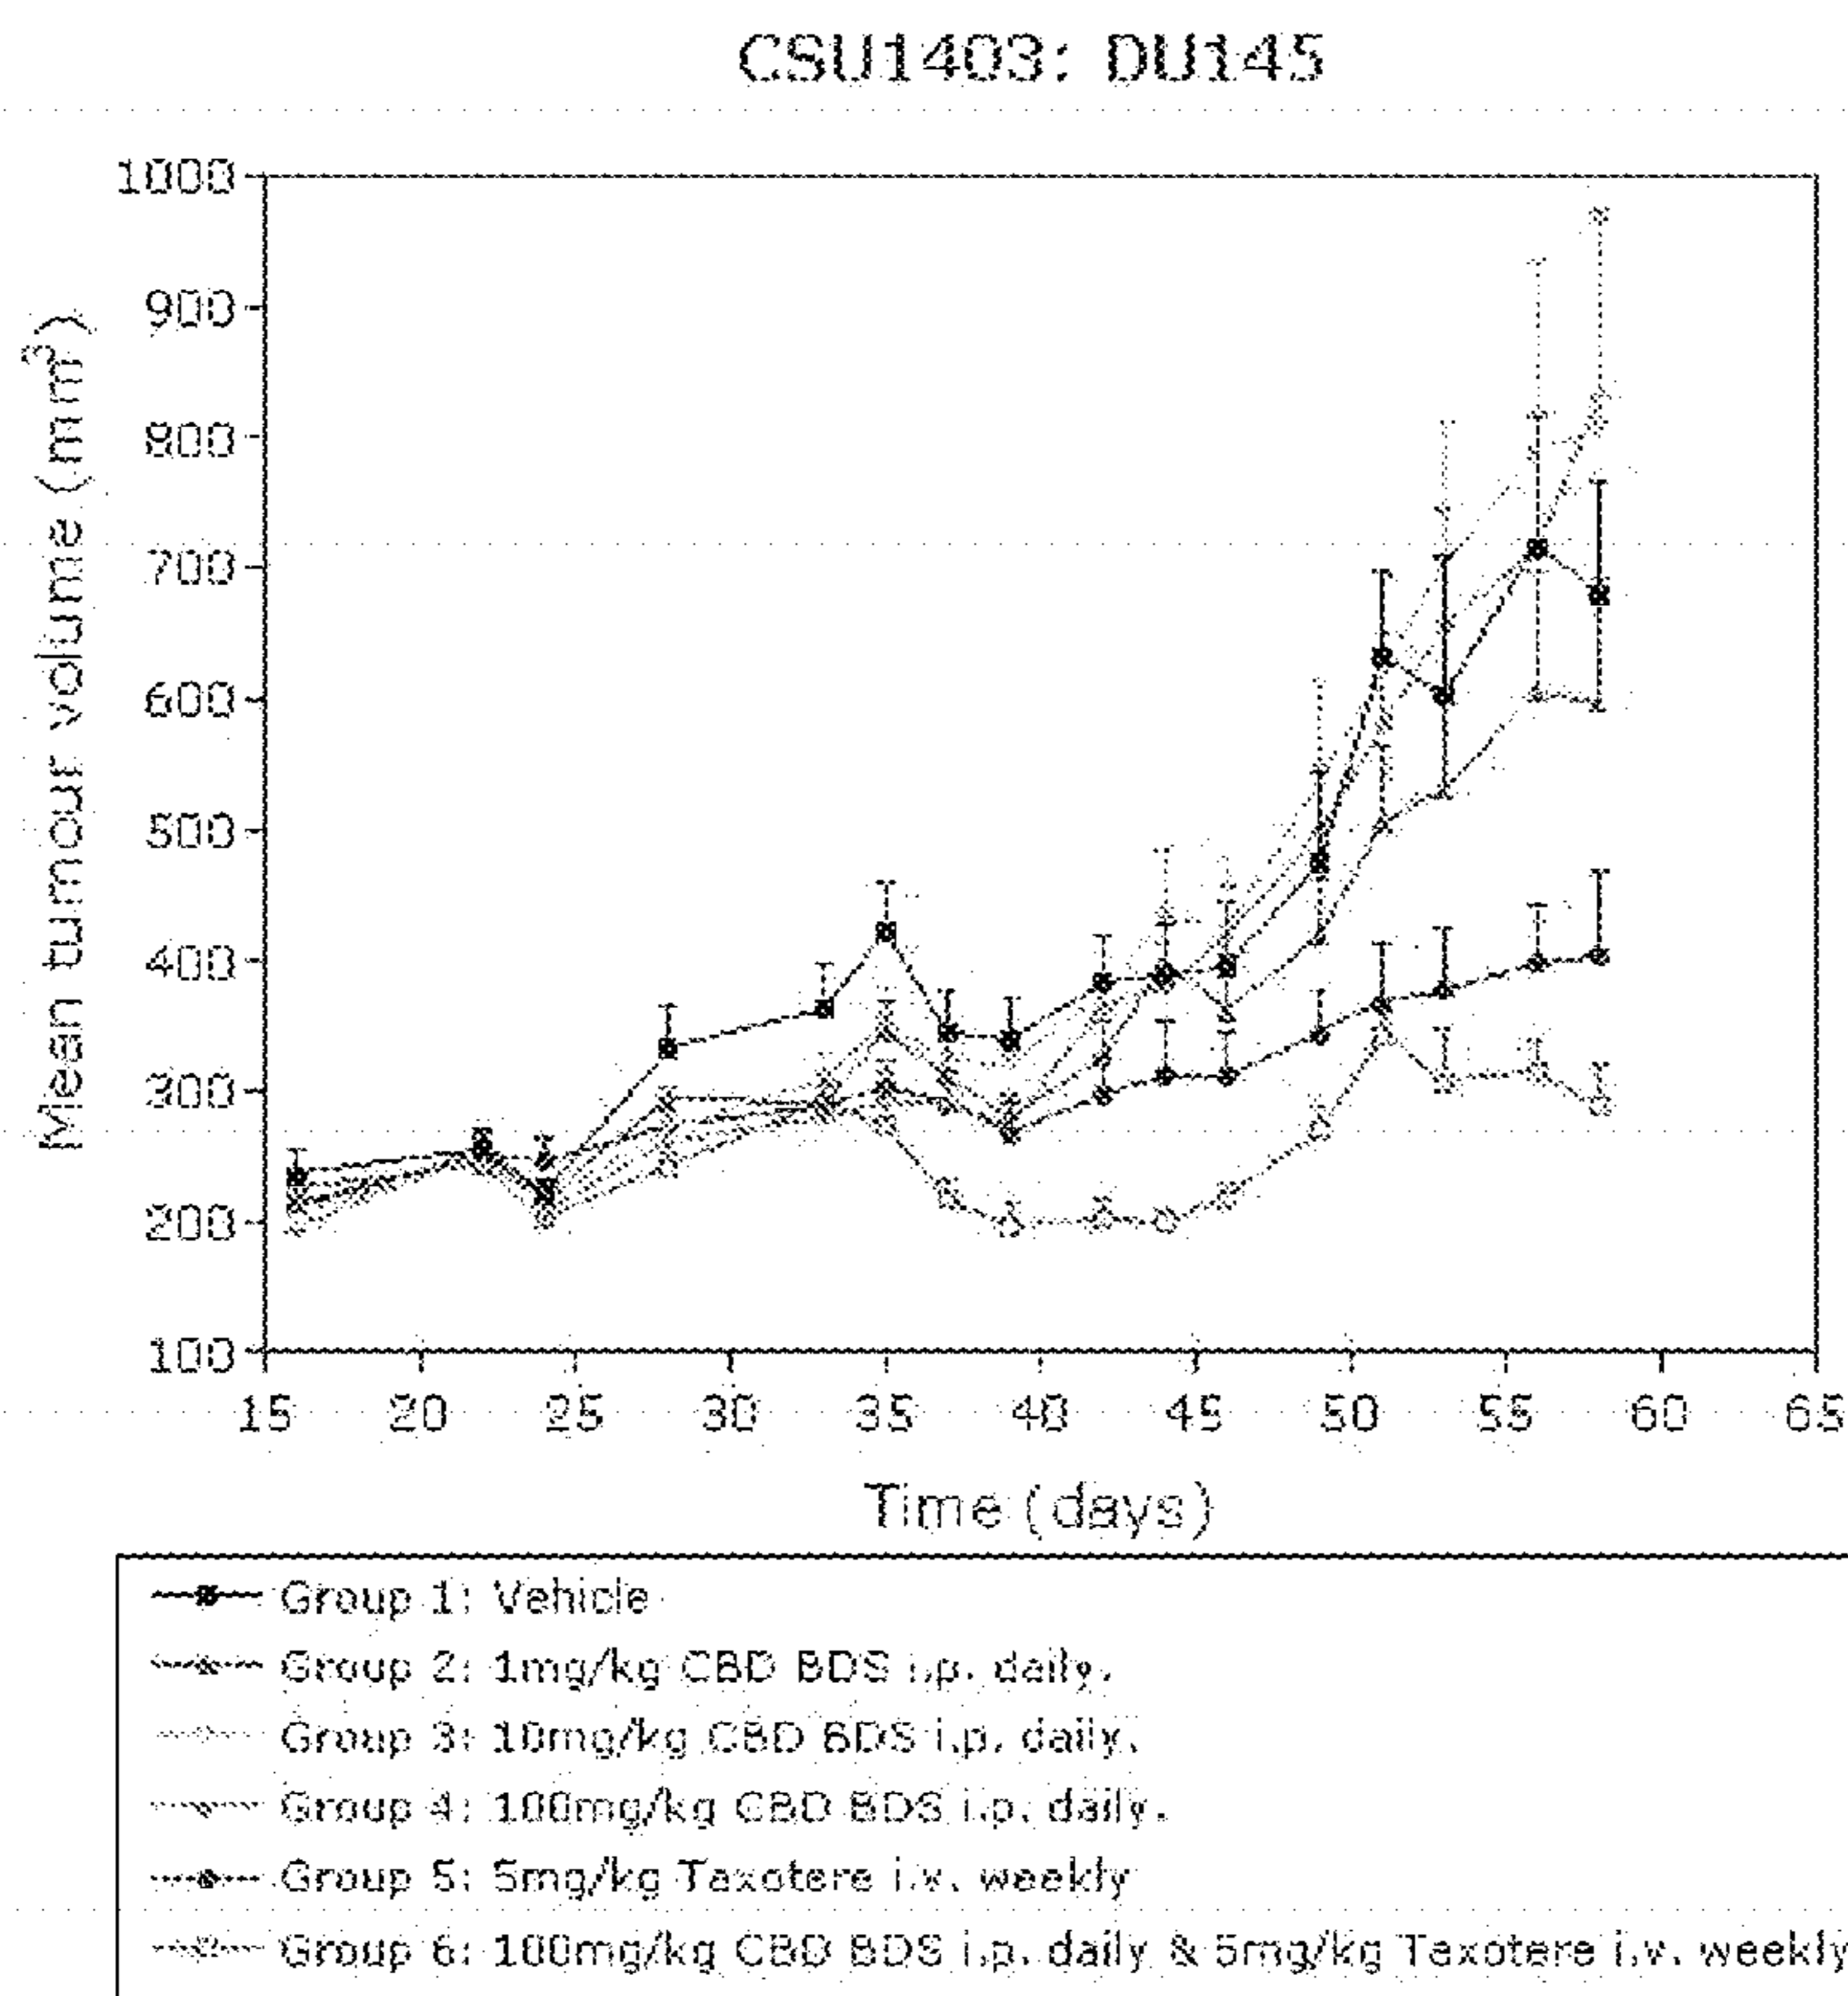 CSU1403: DU145
Mean tumour volume (mm³)
1000
900
800
700
600
500
400
300
200
100
15 20 25 30 35 40 45 50 55 60 65
Time (days)
Group 1: Vehicle
Group 2: 1mg/kg CBD BDS i.p. daily.
Group 3: 10mg/kg CBD BDS i.p. daily.
Group 4: 100mg/kg CBD BDS i.p. daily.
Group 5: 5mg/kg Taxotere i.v. weekly
Group 6: 100mg/kg CBD BDS i.p. daily & 5mg/kg Taxotere i.v. weekly